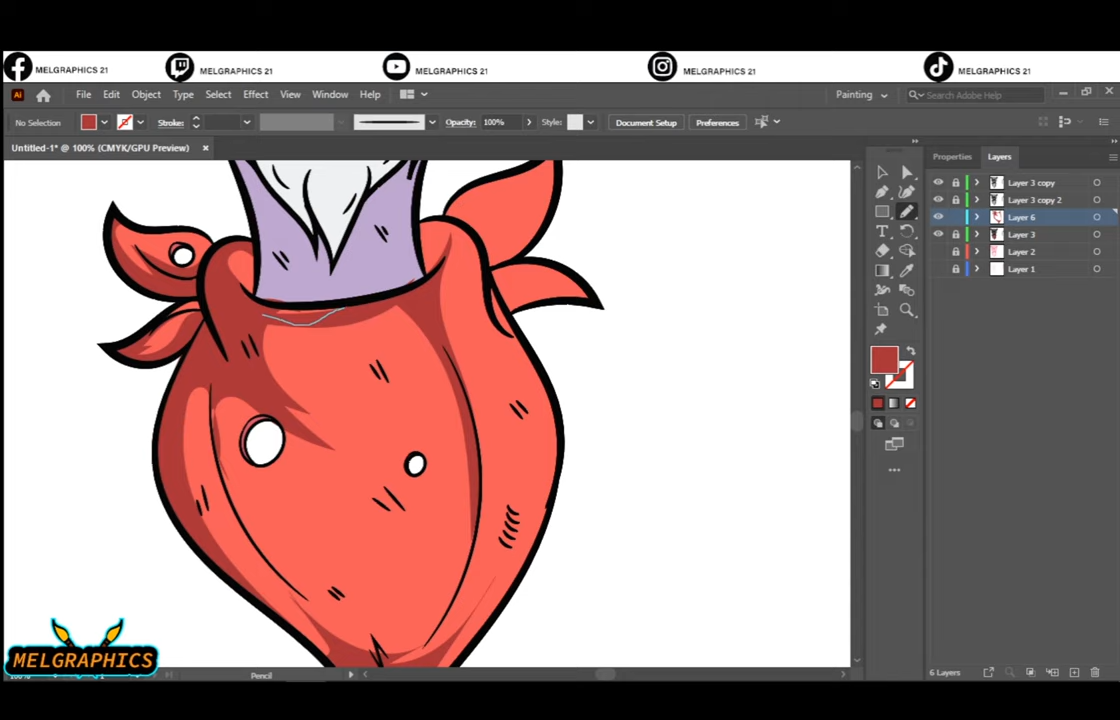 MELGRAPHICS 21 MELGRAPHICS 21 MELGRAPHICS 21 MELGRAPHICS 21 MELGRAPHICS 21
Ai File Edit Object Type Select Effect View Window Help Painting Search Adobe Help
No Selection Stroke: Opacity: 100% Style: Document Setup Preferences
Untitled-1* @ 100% (CMYK/GPU Preview)
Properties Layers
Layer 3 copy
Layer 3 copy 2
Layer 6
Layer 3
Layer 2
Layer 1
MELGRAPHICS
Pencil
6 Layers